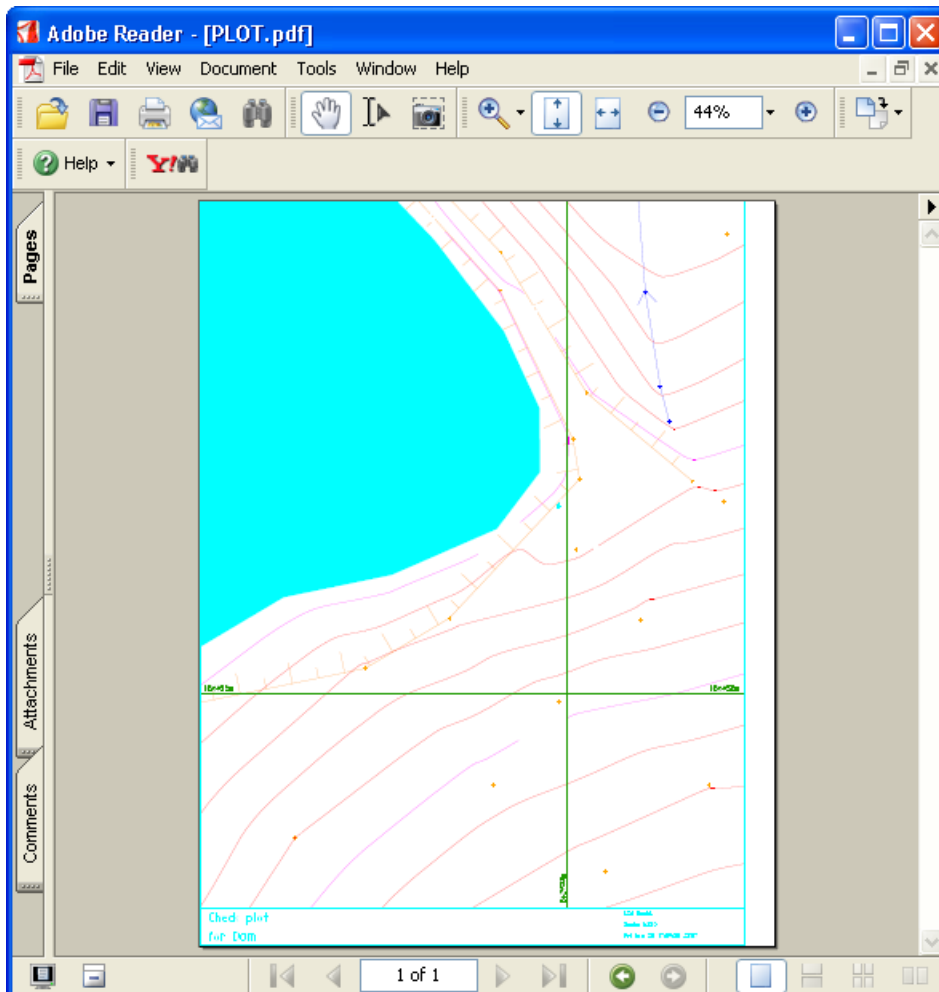 Adobe Reader - [PLOT.pdf]
File Edit View Document Tools Window Help
44%
Help Y!
Pages
Attachments
Comments
Check plot
for Dom
1 of 1